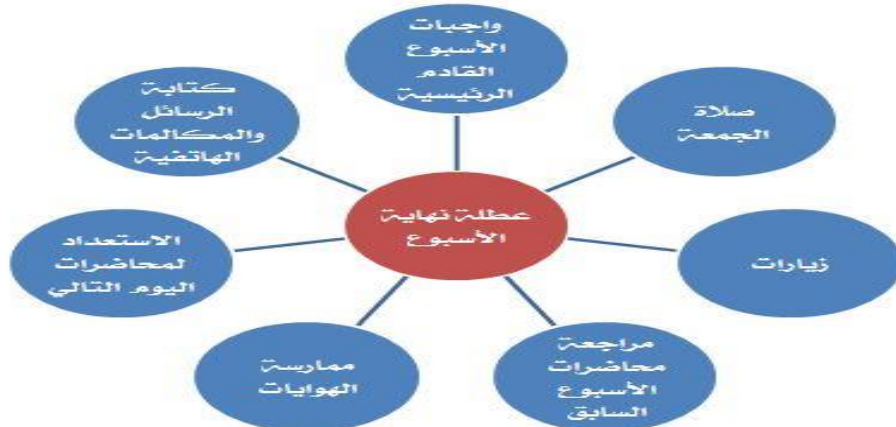 واجبات
الأسبوع
القادم
الرئيسية
صلاة
الجمعة
زيارات
مراجعة
محاضرات
الأسبوع
السابق
ممارسة
الهوايات
الاستعداد
لمحاضرات
اليوم التالي
كتابة
الرسائل
والمكالمات
الهاتفية
عطلة نهاية
الأسبوع